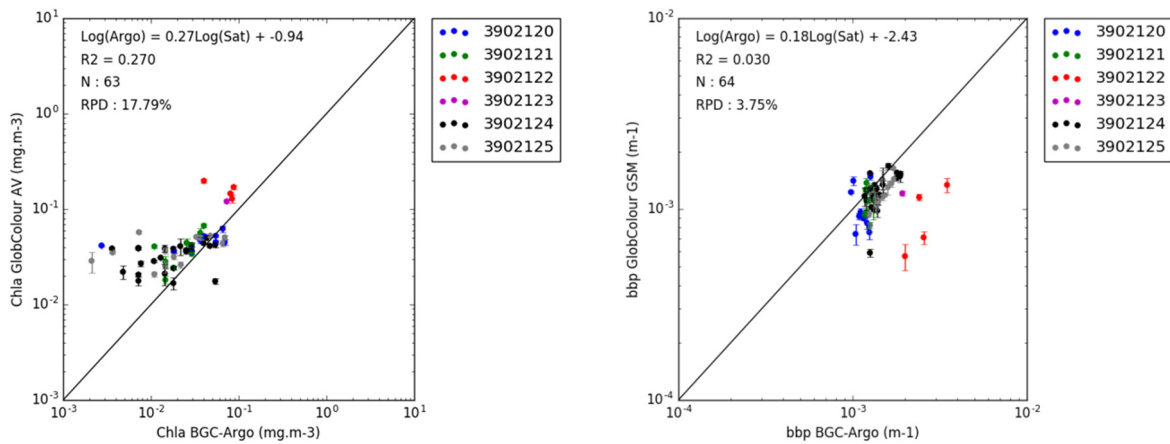 Log(Argo) = 0.27Log(Sat) + -0.94
R2 = 0.270
N : 63
RPD : 17.79%
10^1
10^0
10^-1
10^-2
10^-3
Chla GlobColour AV (mg.m-3)
10^-3 10^-2 10^-1 10^0 10^1
Chla BGC-Argo (mg.m-3)
3902120
3902121
3902122
3902123
3902124
3902125
Log(Argo) = 0.18Log(Sat) + -2.43
R2 = 0.030
N : 64
RPD : 3.75%
10^-2
10^-3
10^-4
bbp GlobColour GSM (m-1)
10^-4 10^-3 10^-2
bbp BGC-Argo (m-1)
3902120
3902121
3902122
3902123
3902124
3902125